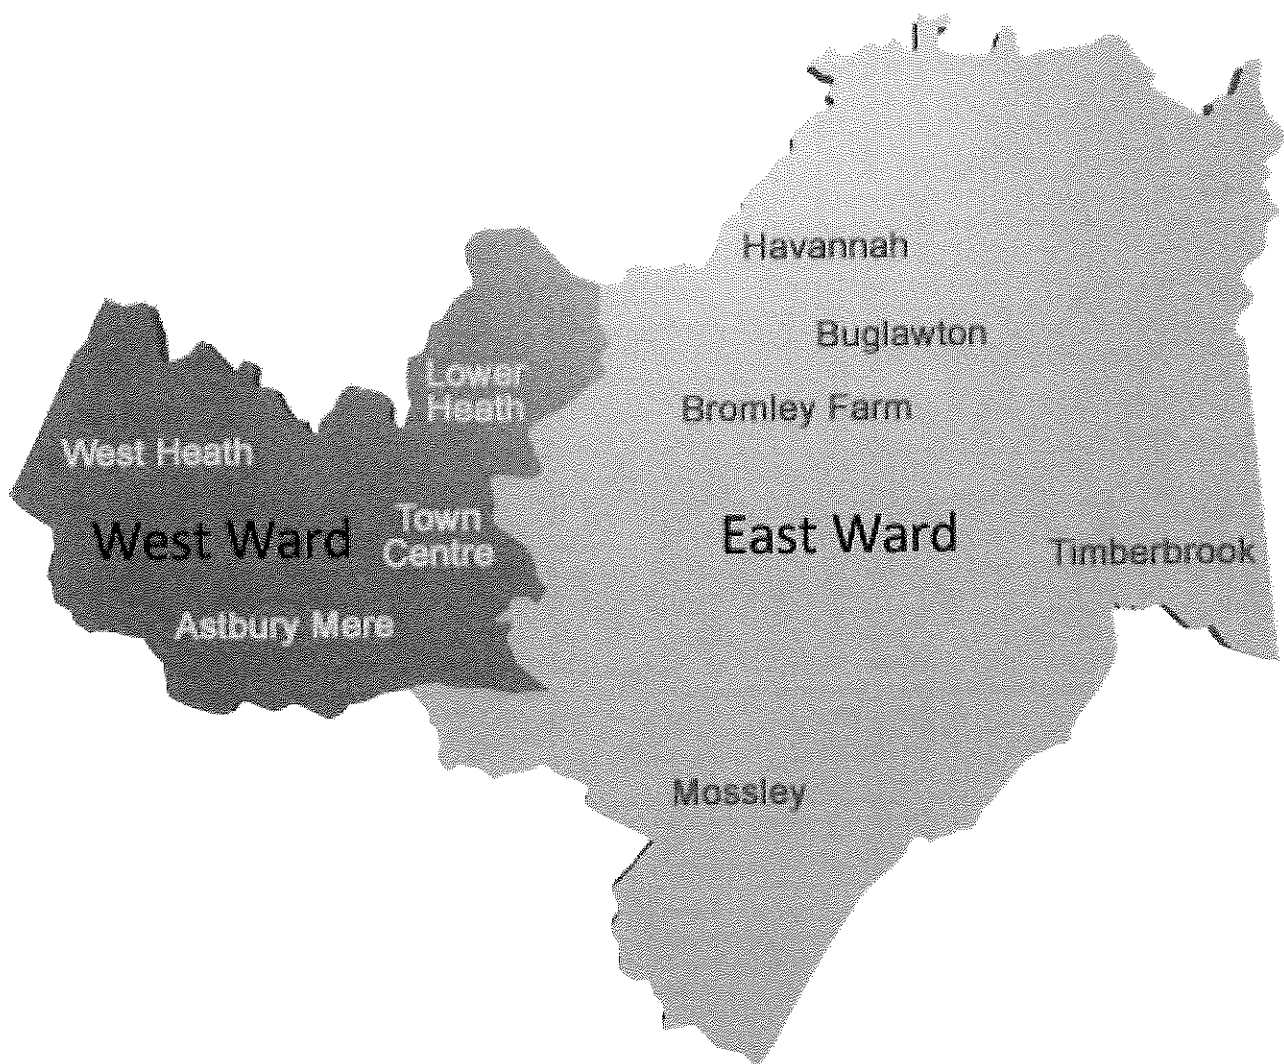 Havannah
Buglawton
Lower
Heath
Bromley Farm
West Heath
Town
Centre
West Ward
East Ward
Timberbrook
Astbury Mere
Mossley